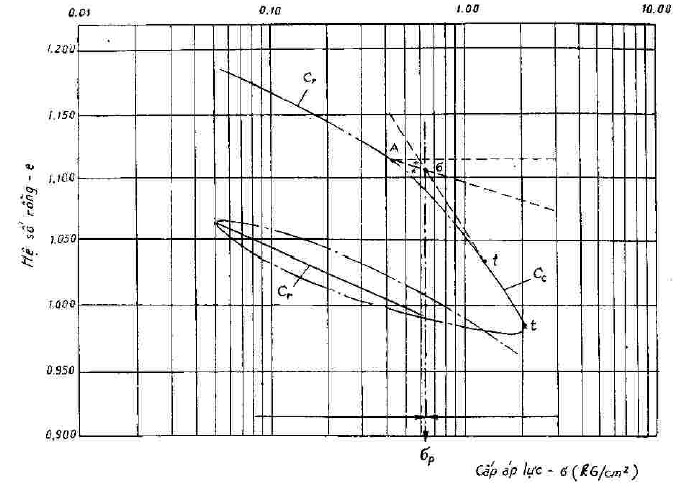 0.01 0.10 1.00 10.00
1.200
1.150
1.100
1.050
1.000
0.950
0,900
Hệ số rỗng - e
Cr
A
б
t
Cc
Cr
t
бp
Cấp áp lực - б (kG/cm²)